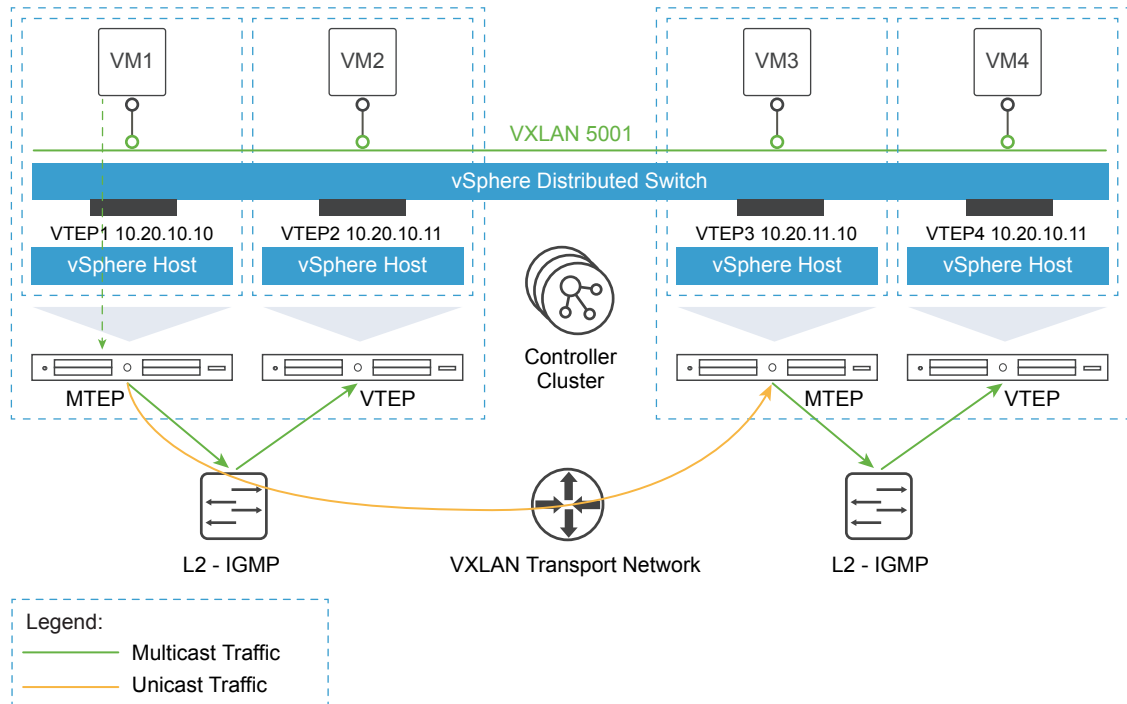 VM1
VM2
VM3
VM4
VXLAN 5001
vSphere Distributed Switch
VTEP1 10.20.10.10
VTEP2 10.20.10.11
VTEP3 10.20.11.10
VTEP4 10.20.10.11
vSphere Host
vSphere Host
vSphere Host
vSphere Host
Controller
Cluster
MTEP
VTEP
MTEP
VTEP
L2 - IGMP
VXLAN Transport Network
L2 - IGMP
Legend:
Multicast Traffic
Unicast Traffic